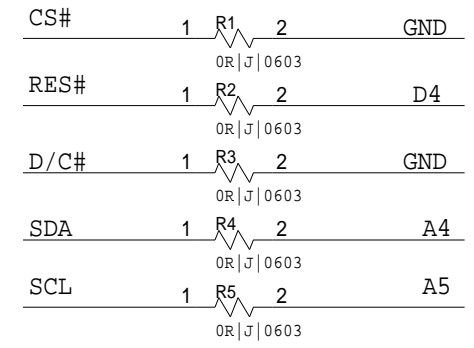 CS# 1 R1 2 GND
0R|J|0603
RES# 1 R2 2 D4
0R|J|0603
D/C# 1 R3 2 GND
0R|J|0603
SDA 1 R4 2 A4
0R|J|0603
SCL 1 R5 2 A5
0R|J|0603